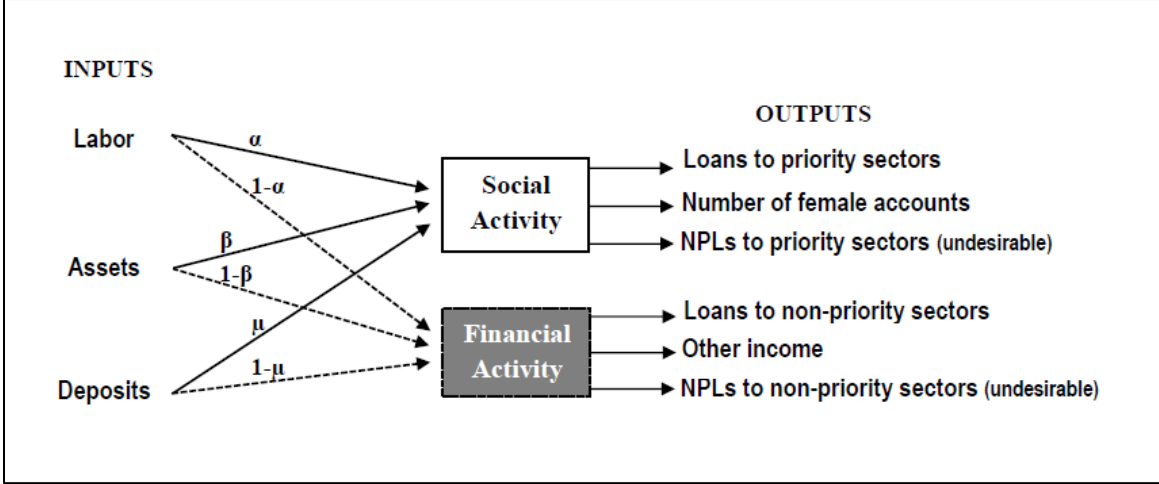 INPUTS
Labor
Assets
Deposits
α
1-α
β
1-β
μ
1-μ
Social
Activity
Financial
Activity
OUTPUTS
Loans to priority sectors
Number of female accounts
NPLs to priority sectors (undesirable)
Loans to non-priority sectors
Other income
NPLs to non-priority sectors (undesirable)